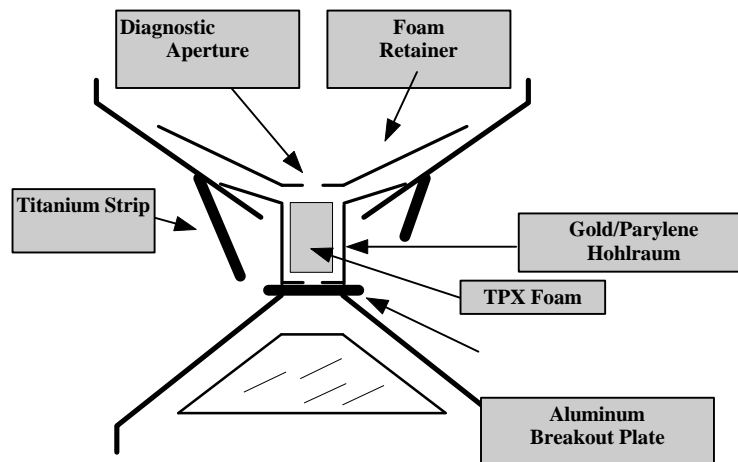 Diagnostic
Aperture
Foam
Retainer
Titanium Strip
Gold/Parylene
Hohlraum
TPX Foam
Aluminum
Breakout Plate